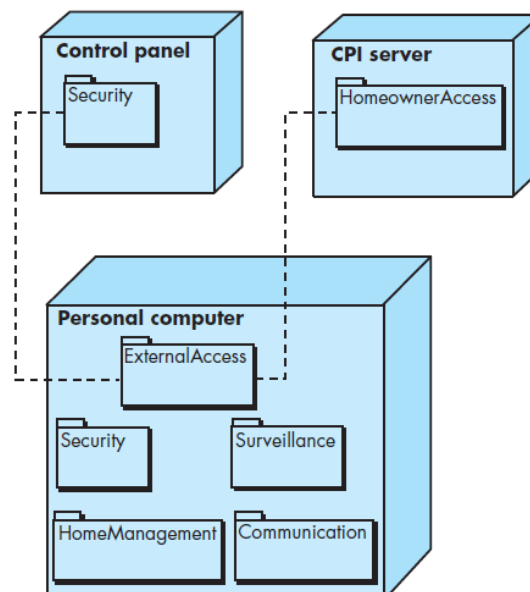 Control panel
Security
CPI server
HomeownerAccess
Personal computer
ExternalAccess
Security
Surveillance
HomeManagement
Communication